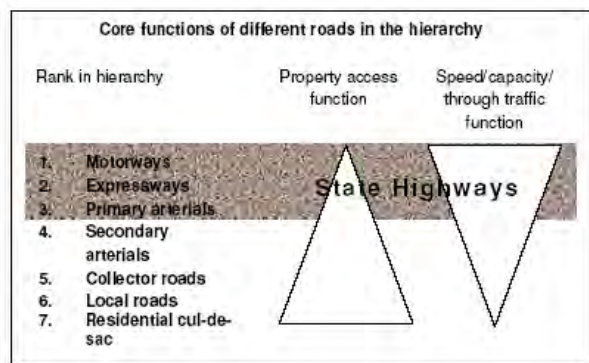 Core functions of different roads in the hierarchy
Rank in hierarchy
Property access
function
Speed/capacity/
through traffic
function
1. Motorways
2. Expressways
3. Primary arterials
State Highways
4. Secondary
arterials
5. Collector roads
6. Local roads
7. Residential cul-de-
sac